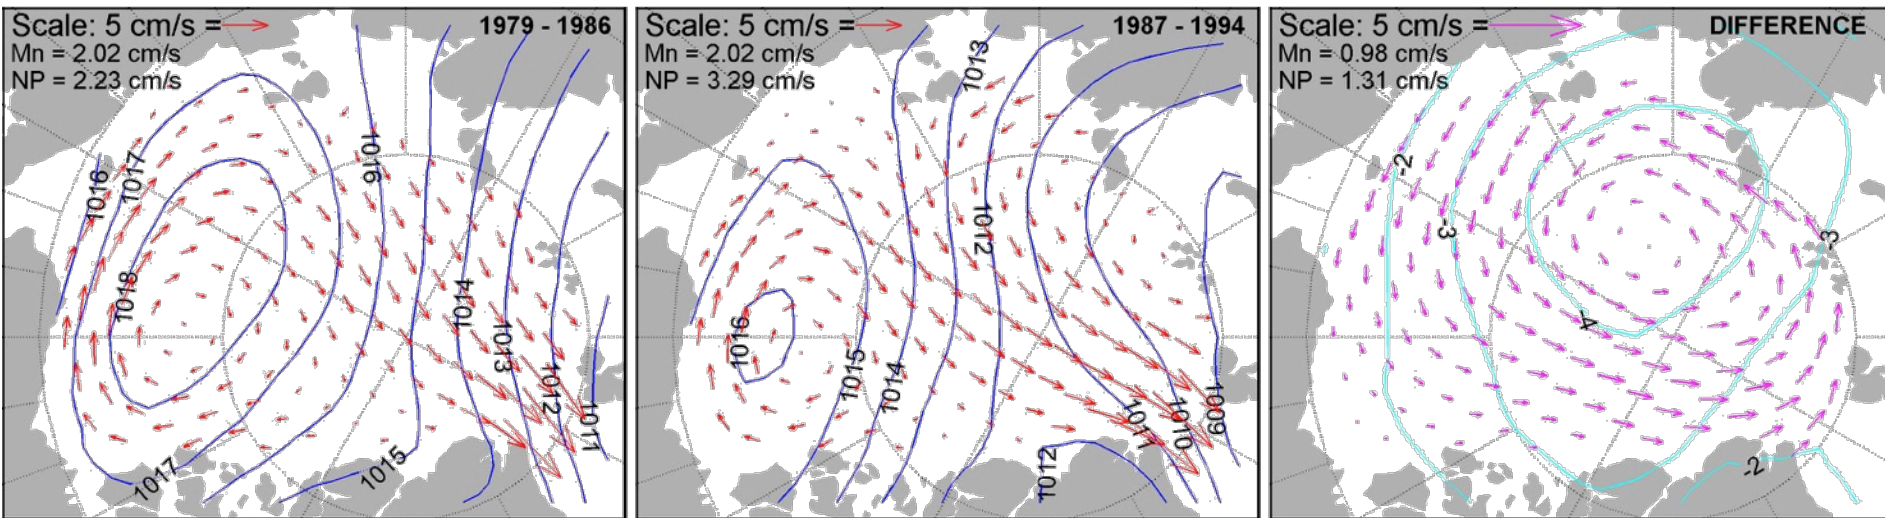 Scale: 5 cm/s =
1979 - 1986
Mn = 2.02 cm/s
NP = 2.23 cm/s
1016
1017
1016
1018
1014
1013
1012
1011
1015
1017
Scale: 5 cm/s =
1987 - 1994
Mn = 2.02 cm/s
NP = 3.29 cm/s
1013
1012
1016
1015
1014
1011
1010
1009
1012
Scale: 5 cm/s =
DIFFERENCE
Mn = 0.98 cm/s
NP = 1.31 cm/s
-2
-3
-3
-4
-2